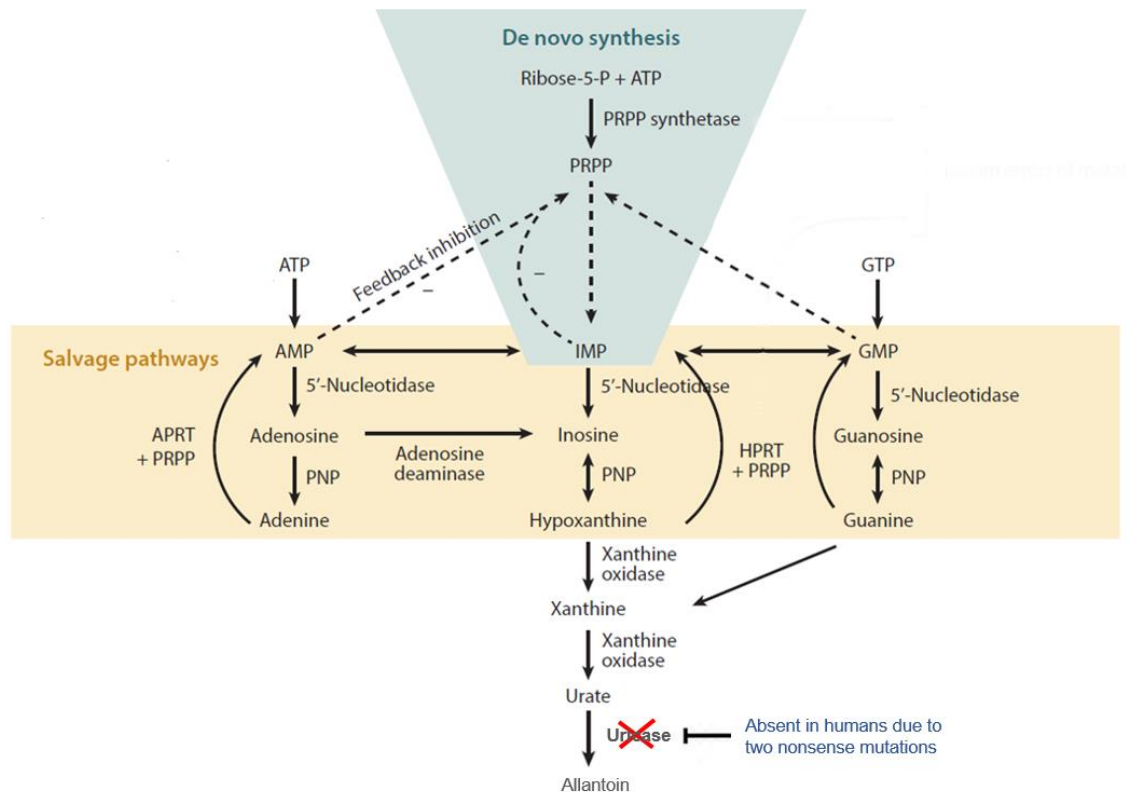 De novo synthesis
Ribose-5-P + ATP
PRPP synthetase
PRPP
Feedback inhibition
–
–
ATP
GTP
Salvage pathways
AMP
IMP
GMP
5′-Nucleotidase
5′-Nucleotidase
5′-Nucleotidase
APRT
+ PRPP
Adenosine
Adenosine
deaminase
Inosine
HPRT
+ PRPP
Guanosine
PNP
PNP
PNP
Adenine
Hypoxanthine
Guanine
Xanthine
oxidase
Xanthine
Xanthine
oxidase
Urate
Uricase
Absent in humans due to
two nonsense mutations
Allantoin